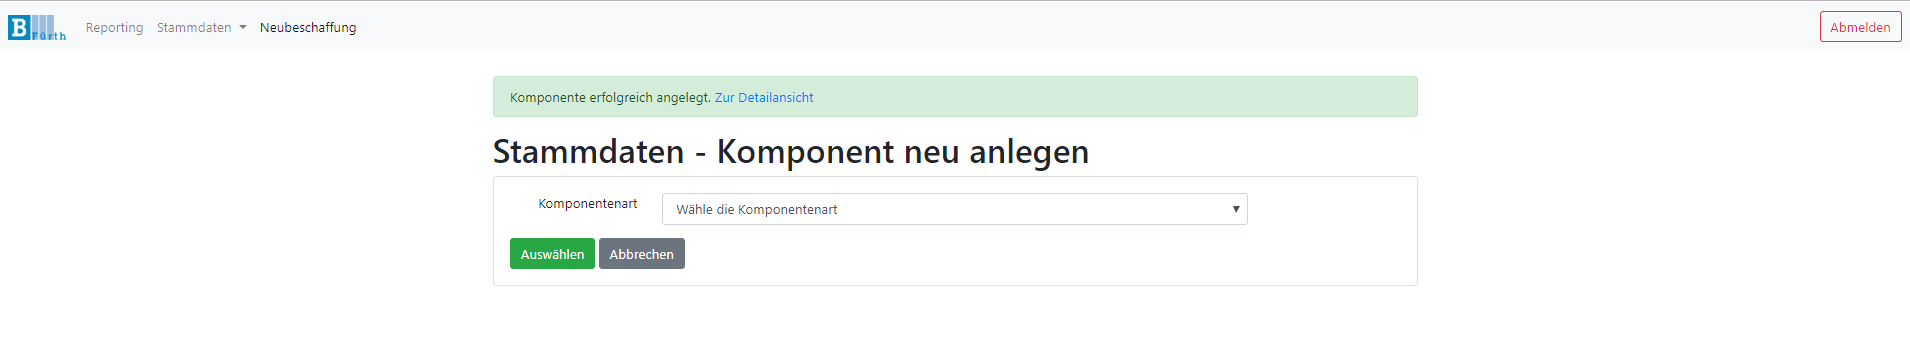 B Fürth Reporting Stammdaten Neubeschaffung Abmelden
Komponente erfolgreich angelegt. Zur Detailansicht
Stammdaten - Komponent neu anlegen
Komponentenart Wähle die Komponentenart
Auswählen Abbrechen